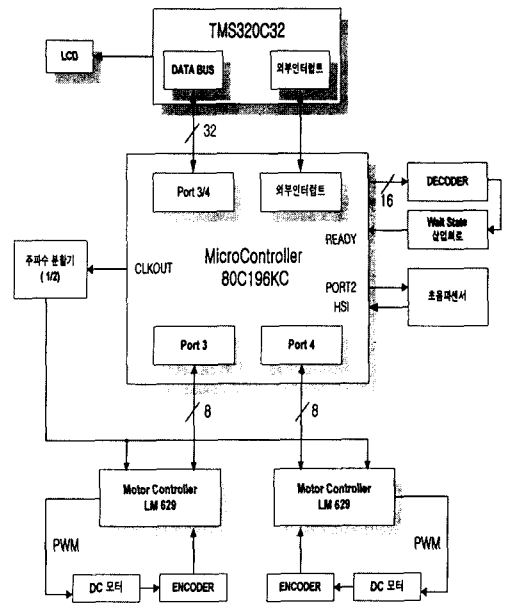 TMS320C32
LCD
DATA BUS
외부인터럽트
32
Port 3/4
외부인터럽트
16
DECODER
READY
Wait State
삽입회로
주파수 분할기
( 1/2)
CLKOUT
MicroController
80C196KC
PORT2
HSI
초음파센서
Port 3
Port 4
8
8
Motor Controller
LM 629
Motor Controller
LM 629
PWM
PWM
DC 모터
ENCODER
ENCODER
DC 모터